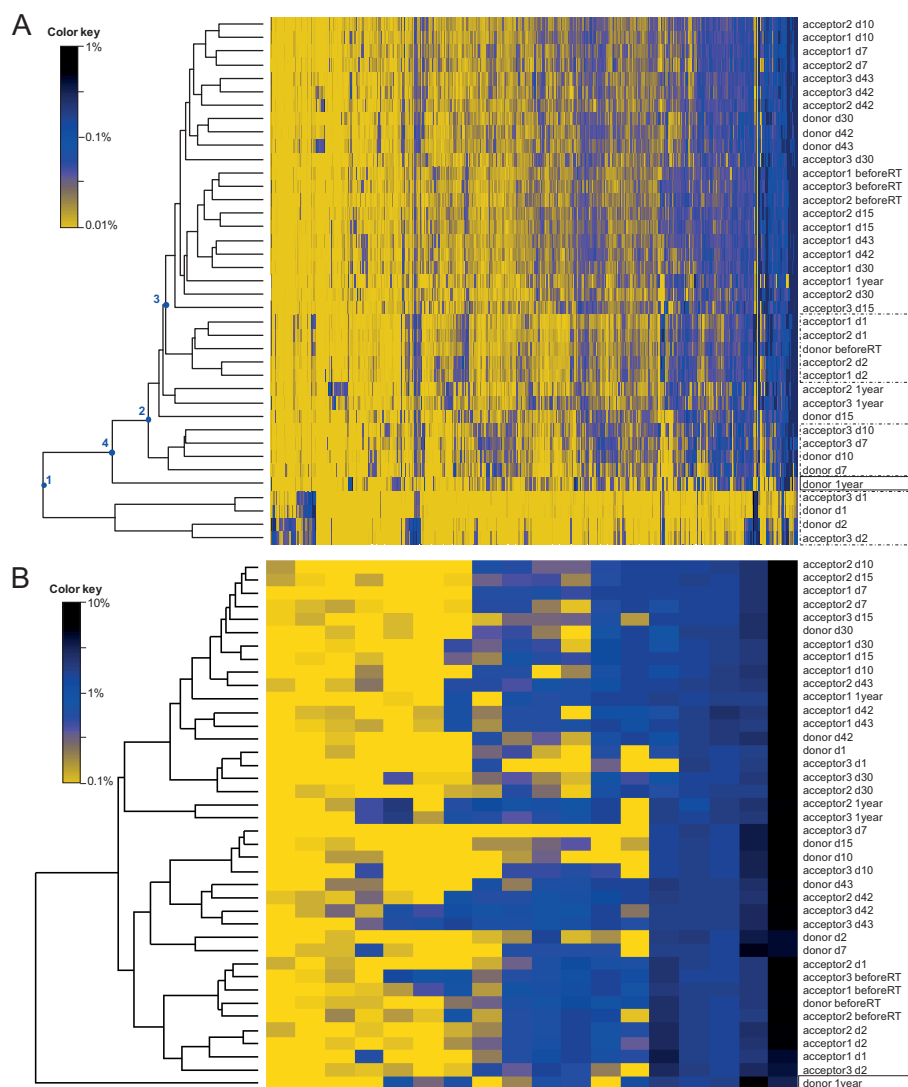 A
Color key
1%
0.1%
0.01%
3
2
4
1
acceptor2 d10
acceptor1 d10
acceptor1 d7
acceptor2 d7
acceptor3 d43
acceptor3 d42
acceptor2 d42
donor d30
donor d42
donor d43
acceptor3 d30
acceptor1 beforeRT
acceptor3 beforeRT
acceptor2 beforeRT
acceptor2 d15
acceptor1 d15
acceptor1 d43
acceptor1 d42
acceptor1 d30
acceptor1 1year
acceptor2 d30
acceptor3 d15
acceptor1 d1
acceptor2 d1
donor beforeRT
acceptor2 d2
acceptor1 d2
acceptor2 1year
acceptor3 1year
donor d15
acceptor3 d10
acceptor3 d7
donor d10
donor d7
donor 1year
acceptor3 d1
donor d1
donor d2
acceptor3 d2
B
Color key
10%
1%
0.1%
acceptor2 d10
acceptor2 d15
acceptor1 d7
acceptor2 d7
acceptor3 d15
donor d30
acceptor1 d30
acceptor1 d15
acceptor1 d10
acceptor2 d43
acceptor1 1year
acceptor1 d42
acceptor1 d43
donor d42
donor d1
acceptor3 d1
acceptor3 d30
acceptor2 d30
acceptor2 1year
acceptor3 1year
acceptor3 d7
donor d15
donor d10
acceptor3 d10
donor d43
acceptor2 d42
acceptor3 d42
acceptor3 d43
donor d2
donor d7
acceptor2 d1
acceptor3 beforeRT
acceptor1 beforeRT
donor beforeRT
acceptor2 beforeRT
acceptor2 d2
acceptor1 d2
acceptor1 d1
acceptor3 d2
donor 1year